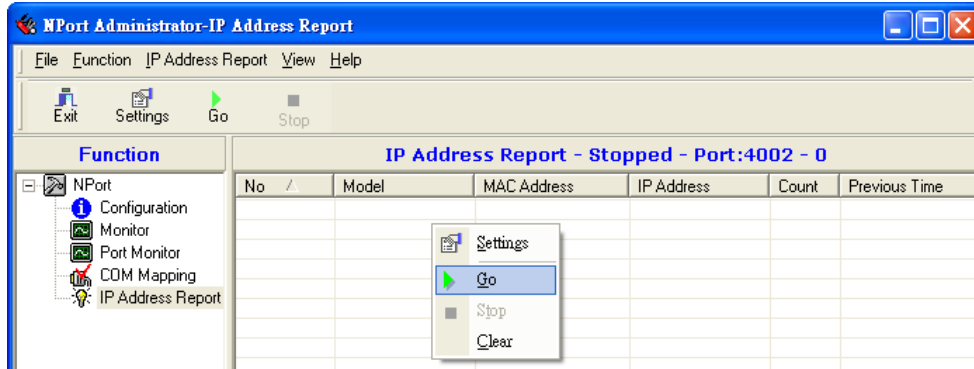 NPort Administrator-IP Address Report
File Function IP Address Report View Help
Exit Settings Go Stop
Function
IP Address Report - Stopped - Port:4002 - 0
NPort
Configuration
Monitor
Port Monitor
COM Mapping
IP Address Report
No Model MAC Address IP Address Count Previous Time
Settings
Go
Stop
Clear